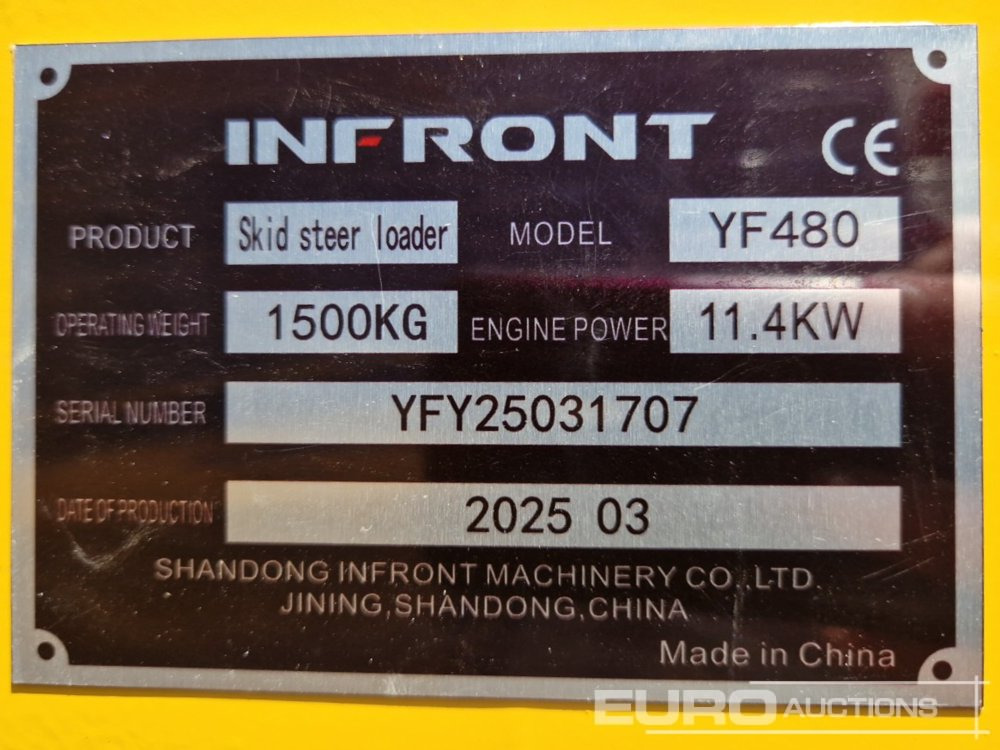 INFRONT CE
PRODUCT Skid steer loader MODEL YF480
OPERATING WEIGHT 1500KG ENGINE POWER 11.4KW
SERIAL NUMBER YFY25031707
DATE OF PRODUCTION 2025 03
SHANDONG INFRONT MACHINERY CO.,LTD.
JINING,SHANDONG,CHINA
Made in China
EURO AUCTIONS